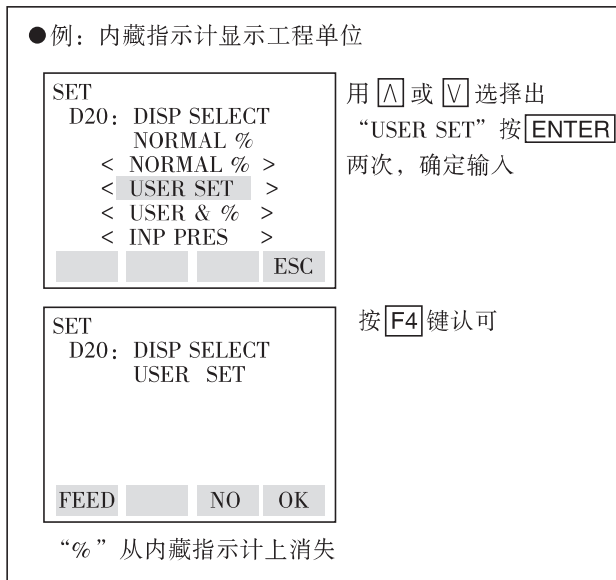 ●例：内藏指示计显示工程单位
SET
D20：DISP SELECT
NORMAL %
< NORMAL % >
< USER SET >
< USER & % >
< INP PRES >
ESC
用 Λ 或 V 选择出
“USER SET”按 ENTER
两次，确定输入
SET
D20：DISP SELECT
USER SET
FEED NO OK
按 F4 键认可
“%”从内藏指示计上消失